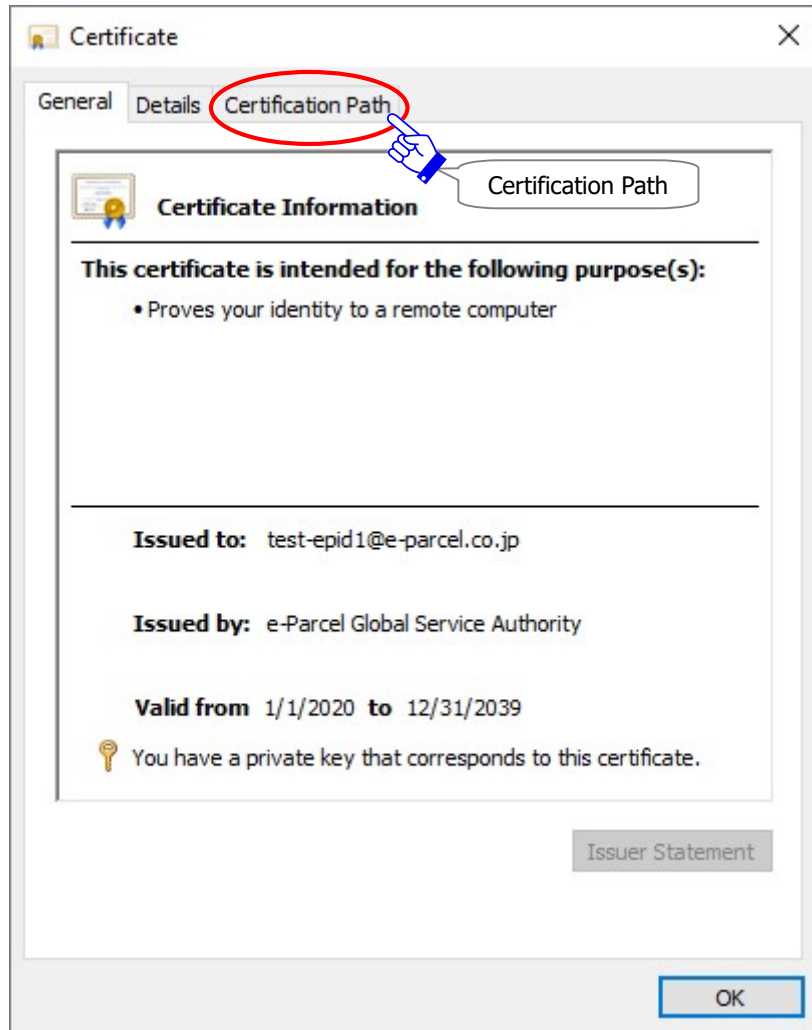 Certificate
General Details Certification Path
Certification Path
Certificate Information
This certificate is intended for the following purpose(s):
• Proves your identity to a remote computer
Issued to: test-epid1@e-parcel.co.jp
Issued by: e-Parcel Global Service Authority
Valid from 1/1/2020 to 12/31/2039
You have a private key that corresponds to this certificate.
Issuer Statement
OK